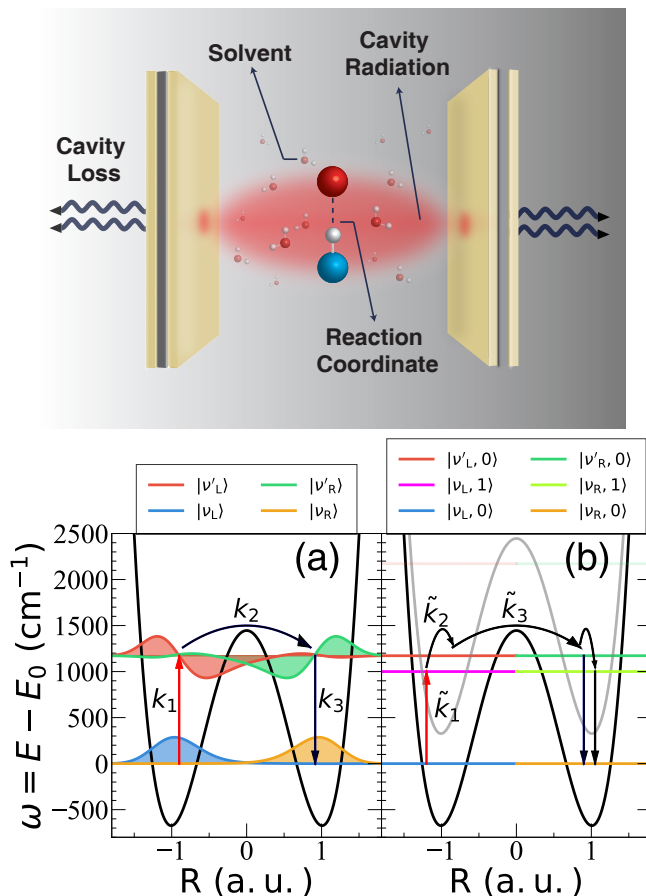 Solvent
Cavity
Radiation
Cavity
Loss
Reaction
Coordinate
|ν′L⟩ |ν′R⟩
|νL⟩ |νR⟩
|ν′L, 0⟩ |ν′R, 0⟩
|νL, 1⟩ |νR, 1⟩
|νL, 0⟩ |νR, 0⟩
ω = E − E₀ (cm⁻¹)
2500
2000
1500
1000
500
0
−500
(a)
k₂
k₁
k₃
−1 0 1
R (a. u.)
(b)
k̃₂
k̃₃
k̃₁
−1 0 1
R (a. u.)